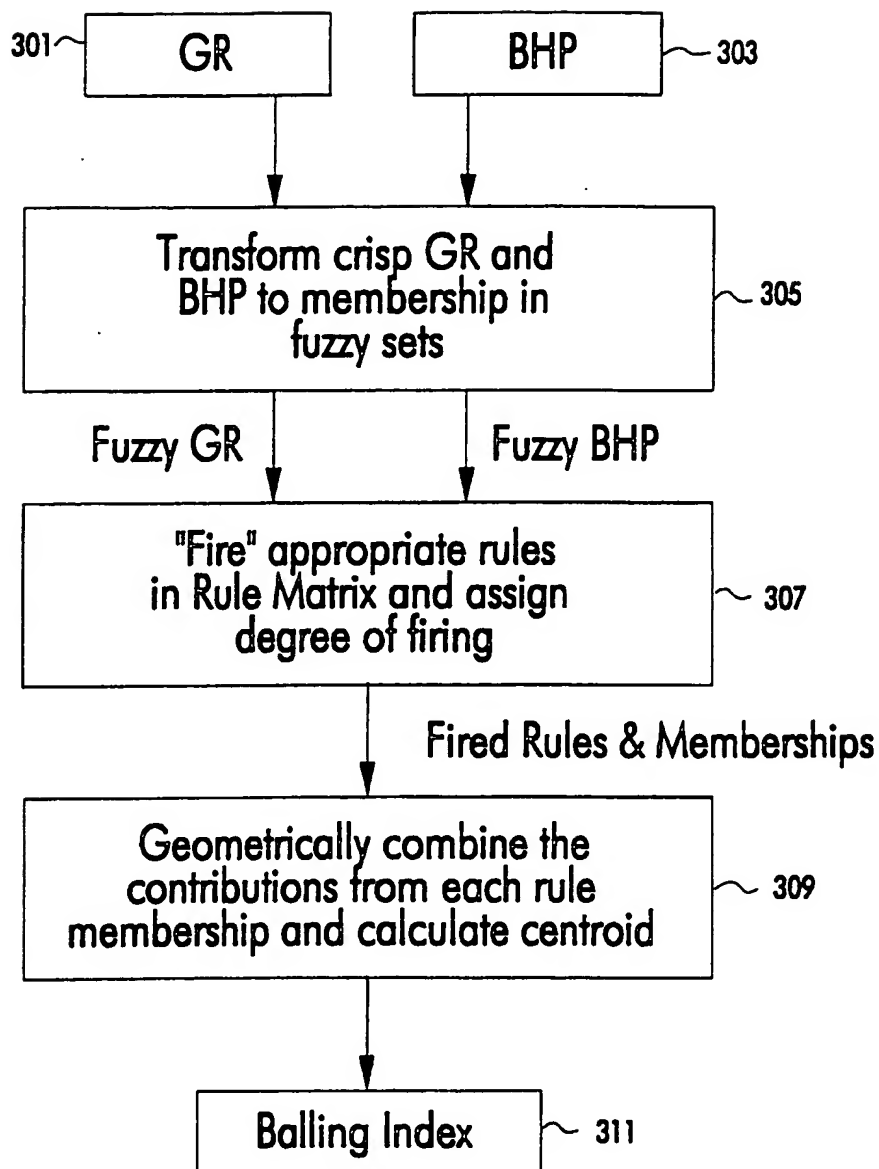 301 GR BHP 303
Transform crisp GR and
BHP to membership in
fuzzy sets
305
Fuzzy GR Fuzzy BHP
"Fire" appropriate rules
in Rule Matrix and assign
degree of firing
307
Fired Rules & Memberships
Geometrically combine the
contributions from each rule
membership and calculate centroid
309
Balling Index 311